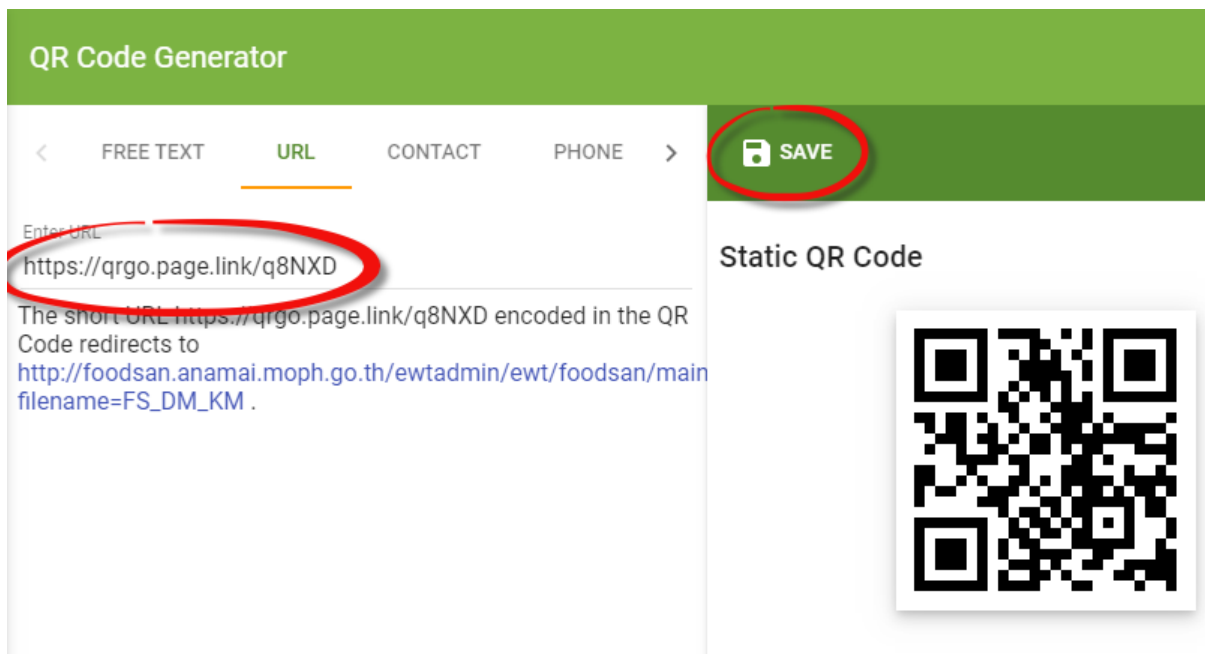 QR Code Generator
FREE TEXT
URL
CONTACT
PHONE
SAVE
Enter URL
https://qrgo.page.link/q8NXD
The short URL https://qrgo.page.link/q8NXD encoded in the QR
Code redirects to
http://foodsan.anamai.moph.go.th/ewtadmin/ewt/foodsan/main
filename=FS_DM_KM .
Static QR Code